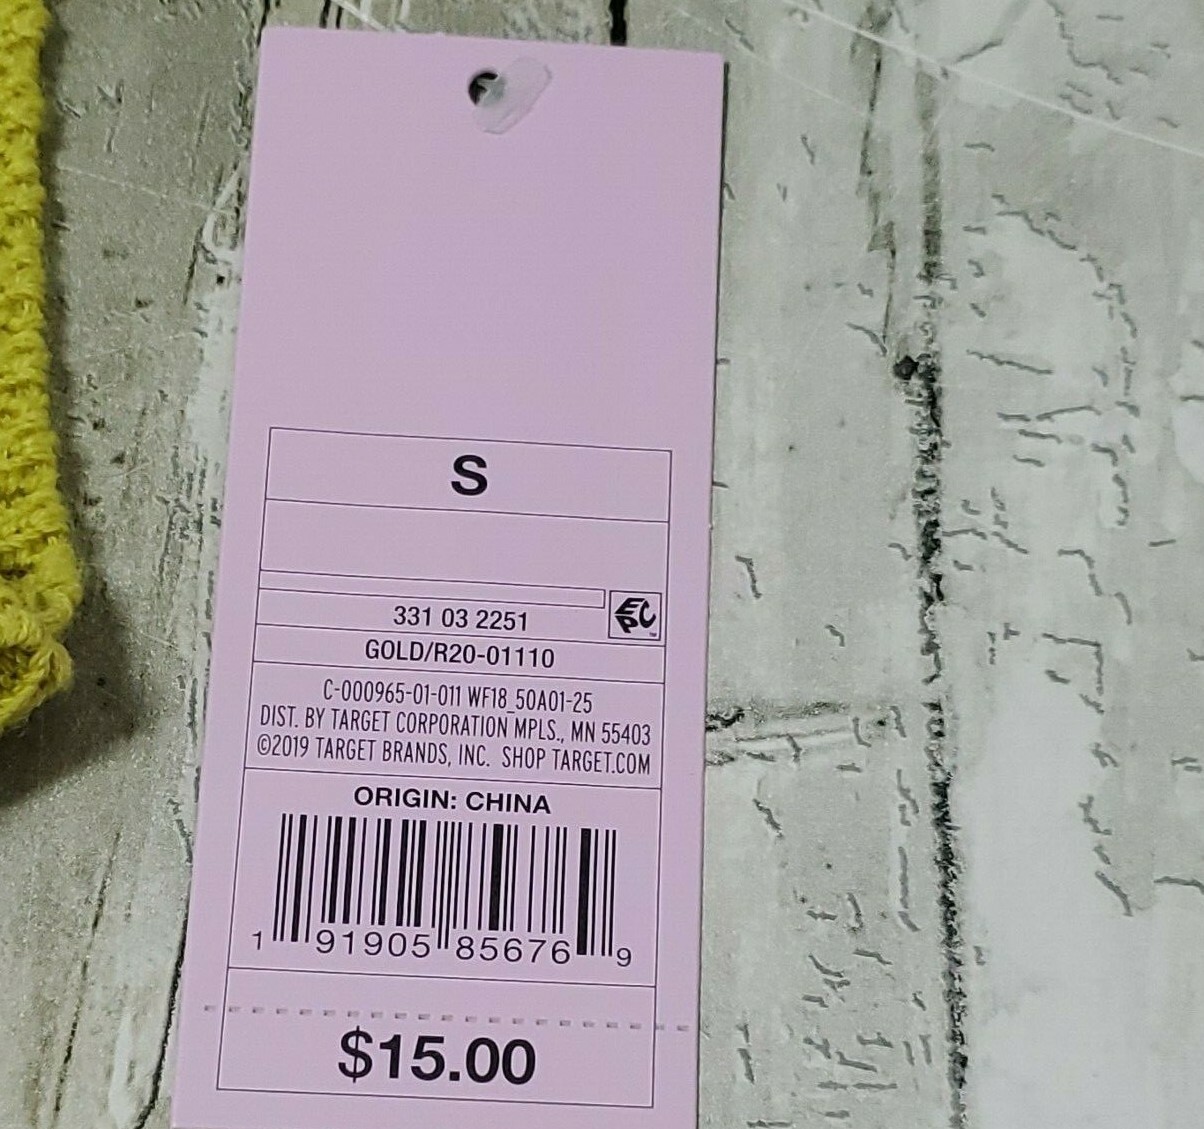 S
331 03 2251
EPC™
GOLD/R20-01110
C-000965-01-011 WF18_50A01-25
DIST. BY TARGET CORPORATION MPLS., MN 55403
©2019 TARGET BRANDS, INC. SHOP TARGET.COM
ORIGIN: CHINA
1 91905 85676 9
$15.00